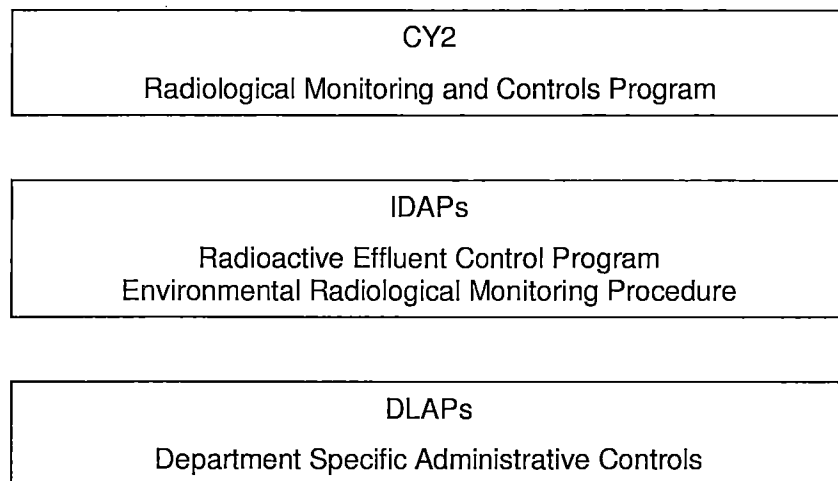 CY2
Radiological Monitoring and Controls Program
IDAPs
Radioactive Effluent Control Program
Environmental Radiological Monitoring Procedure
DLAPs
Department Specific Administrative Controls